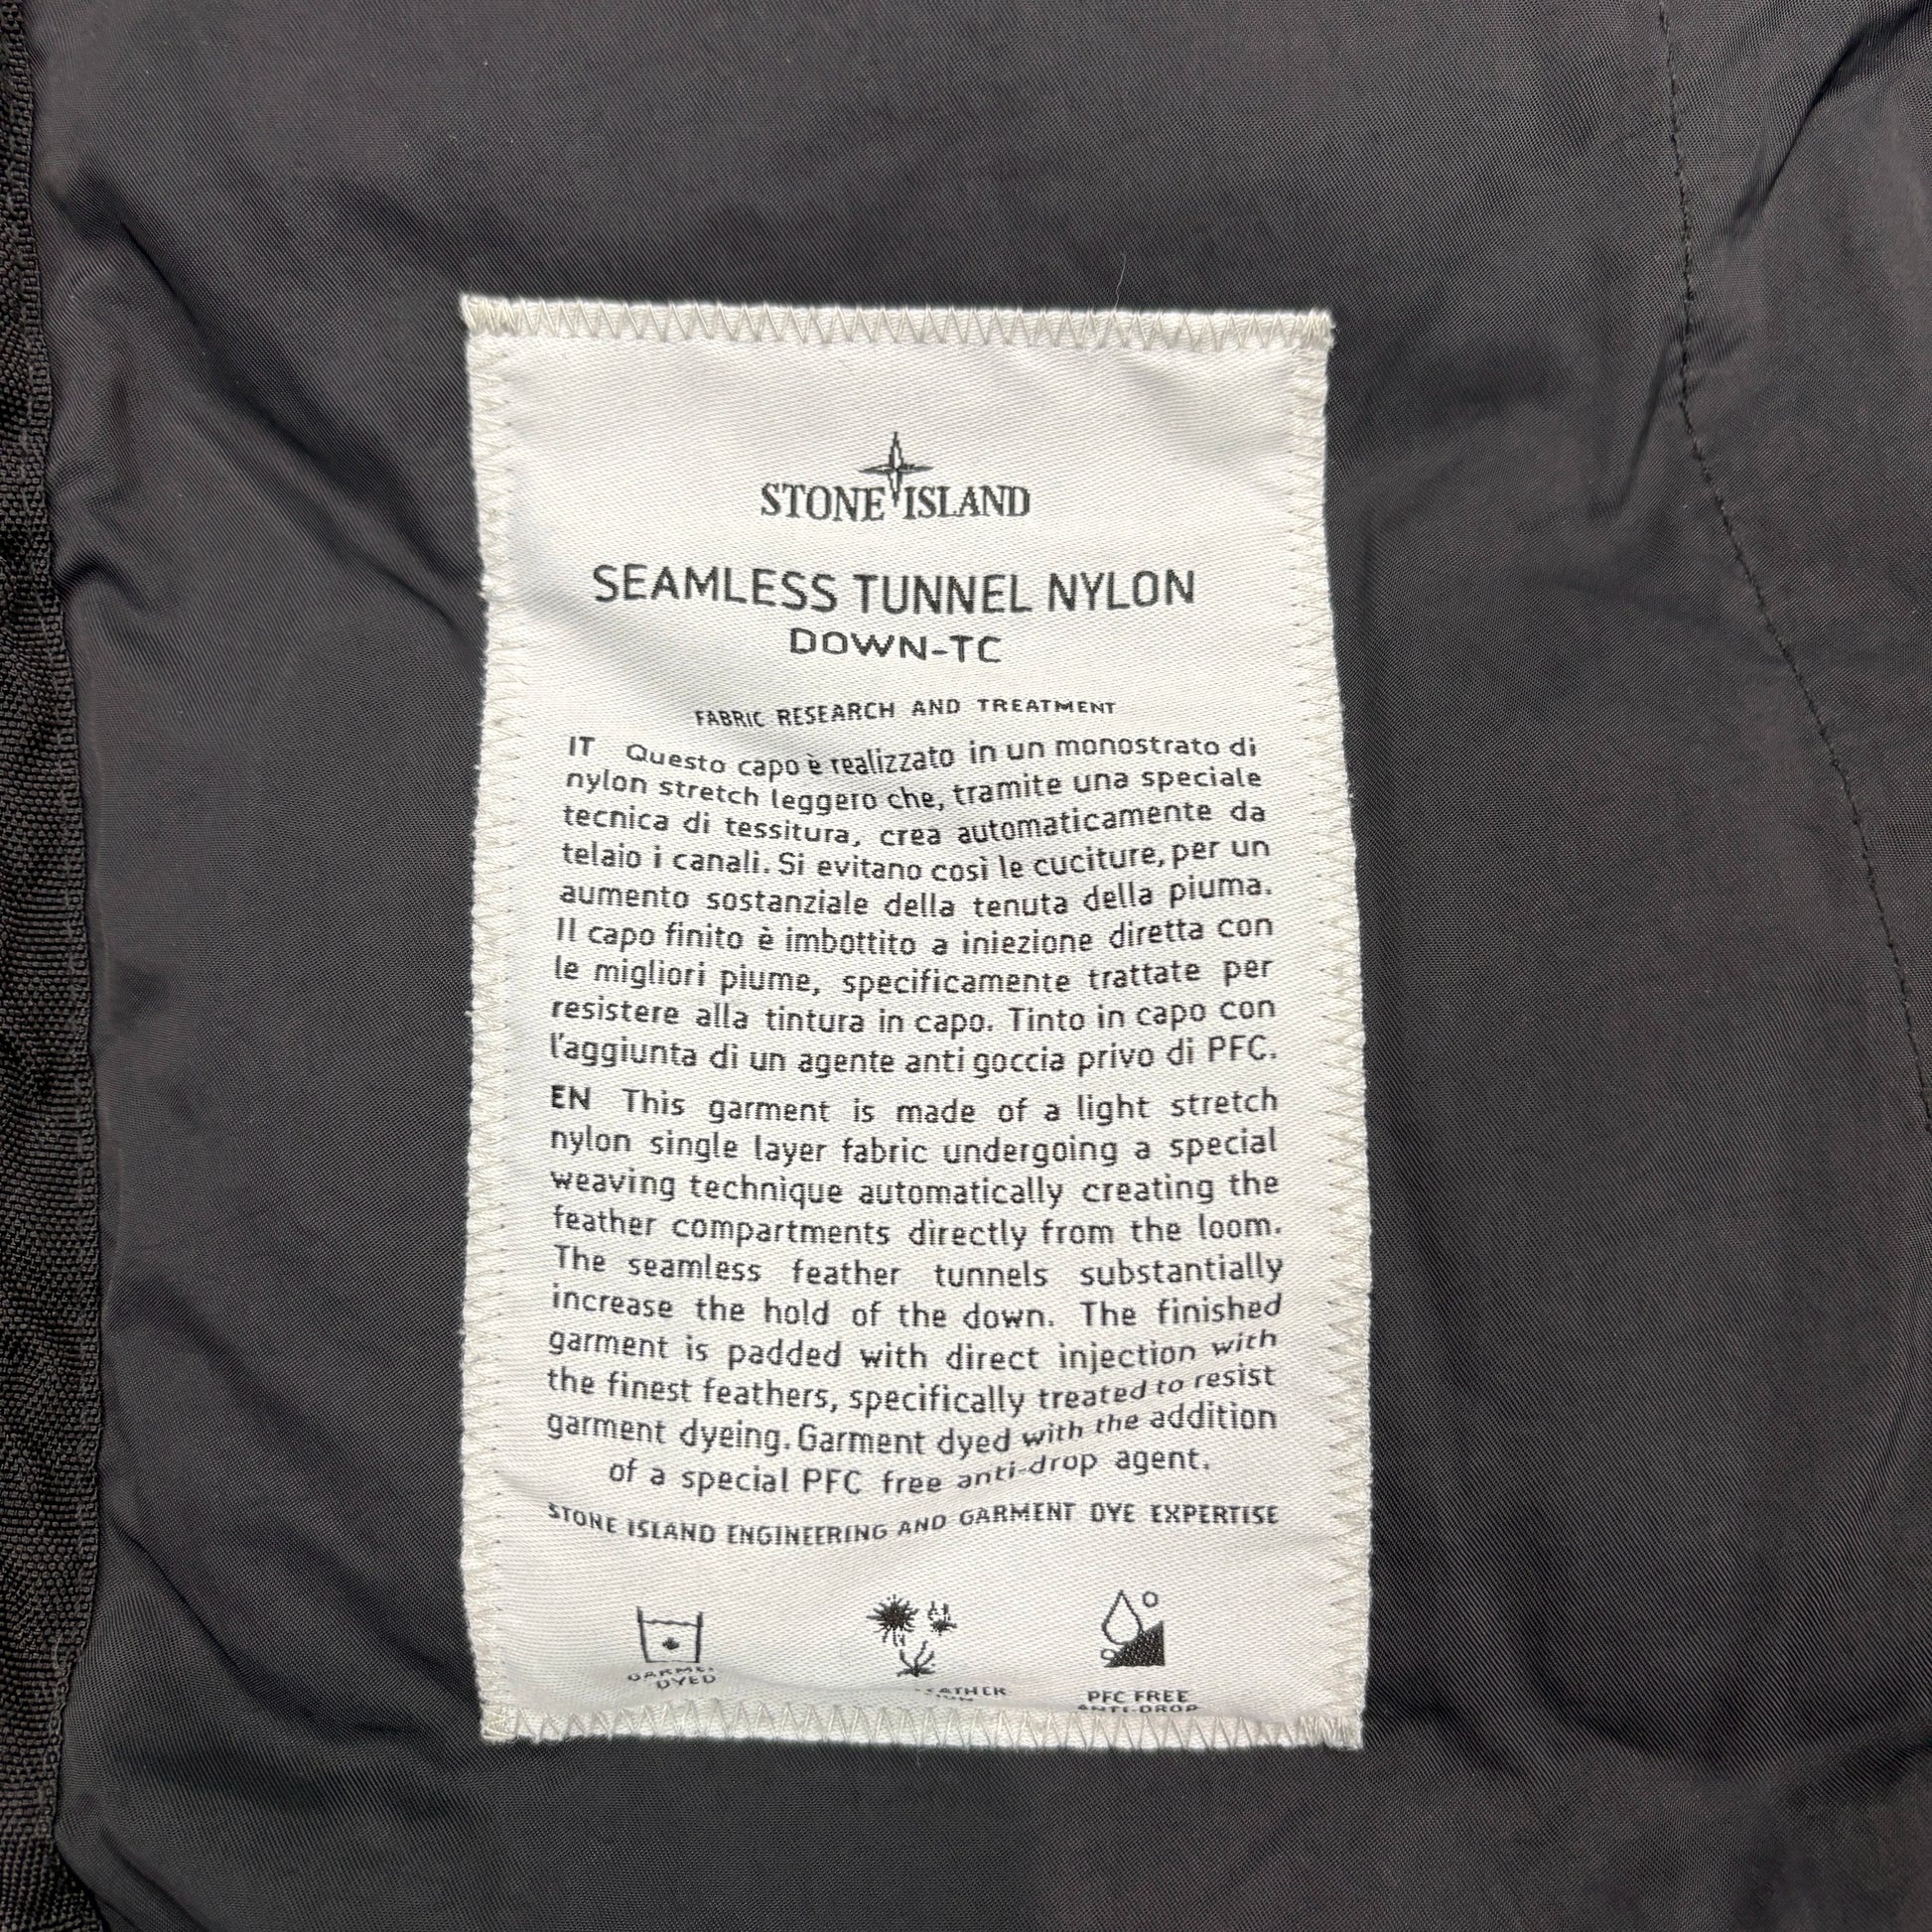 STONE ISLAND
SEAMLESS TUNNEL NYLON
DOWN-TC
FABRIC RESEARCH AND TREATMENT
IT Questo capo è realizzato in un monostrato di
nylon stretch leggero che, tramite una speciale
tecnica di tessitura, crea automaticamente da
telaio i canali. Si evitano così le cuciture, per un
aumento sostanziale della tenuta della piuma.
Il capo finito è imbottito a iniezione diretta con
le migliori piume, specificamente trattate per
resistere alla tintura in capo. Tinto in capo con
l'aggiunta di un agente anti goccia privo di PFC.
EN This garment is made of a light stretch
nylon single layer fabric undergoing a special
weaving technique automatically creating the
feather compartments directly from the loom.
The seamless feather tunnels substantially
increase the hold of the down. The finished
garment is padded with direct injection with
the finest feathers, specifically treated to resist
garment dyeing. Garment dyed with the addition
of a special PFC free anti-drop agent.
STONE ISLAND ENGINEERING AND GARMENT DYE EXPERTISE
DYED
PFC FREE
ANTI-DROP